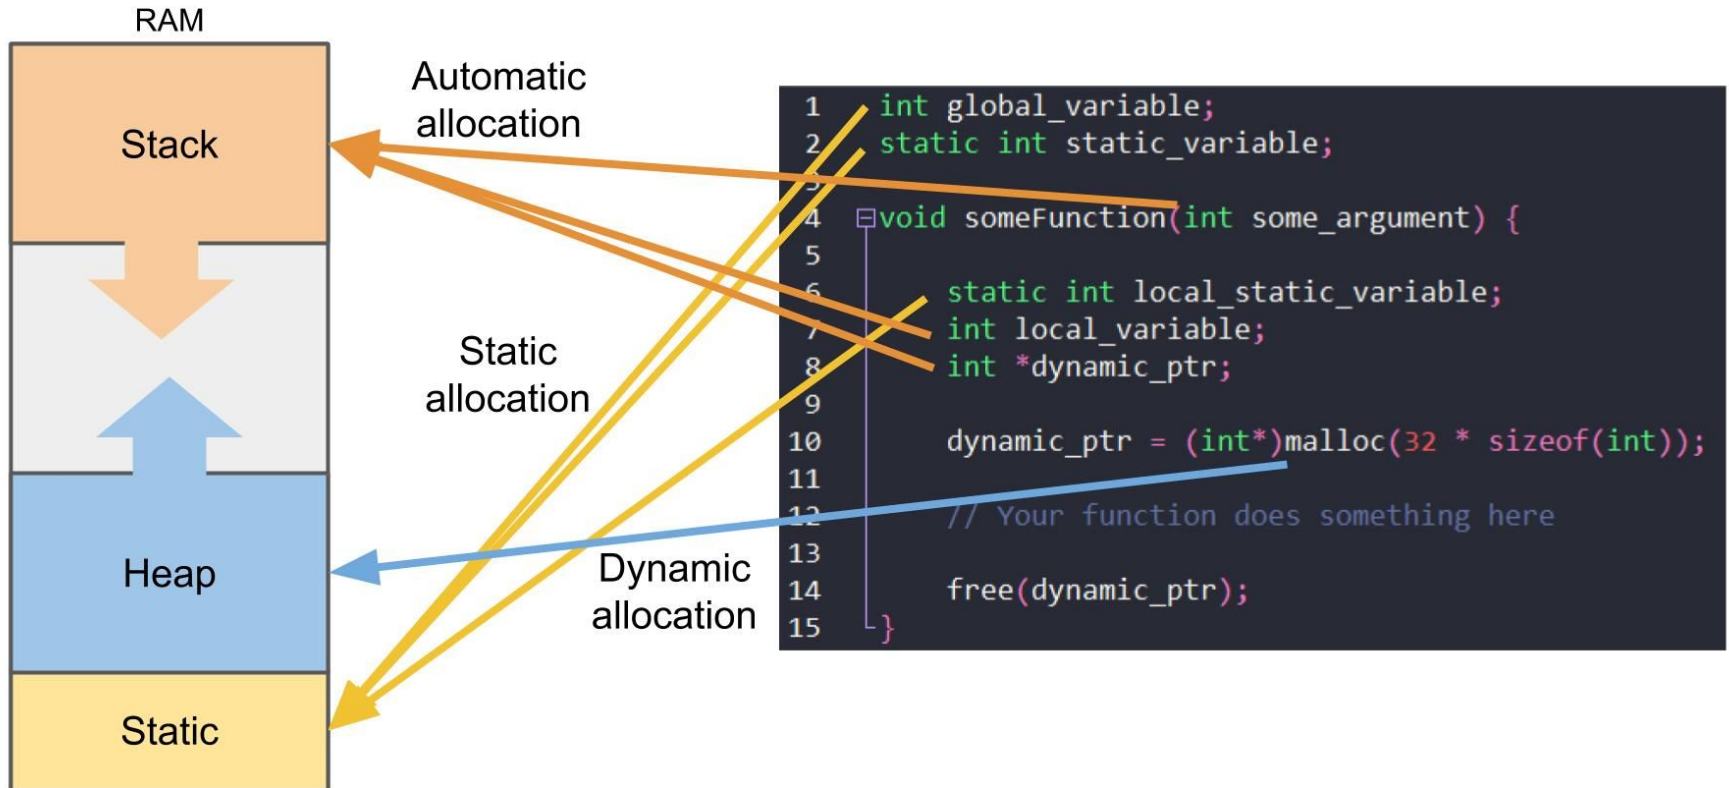 RAM
Stack
Heap
Static
Automatic
allocation
Static
allocation
Dynamic
allocation
1 int global_variable;
2 static int static_variable;
3
4 void someFunction(int some_argument) {
5
6 static int local_static_variable;
7 int local_variable;
8 int *dynamic_ptr;
9
10 dynamic_ptr = (int*)malloc(32 * sizeof(int));
11
12 // Your function does something here
13
14 free(dynamic_ptr);
15 }